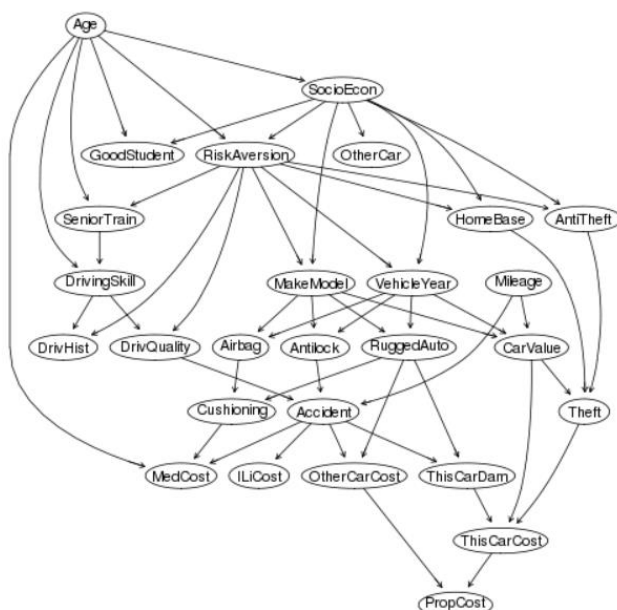 Age
SocioEcon
GoodStudent
RiskAversion
OtherCar
SeniorTrain
HomeBase
AntiTheft
DrivingSkill
MakeModel
VehicleYear
Mileage
DrivHist
DrivQuality
Airbag
Antilock
RuggedAuto
CarValue
Cushioning
Accident
Theft
MedCost
ILiCost
OtherCarCost
ThisCarDam
ThisCarCost
PropCost